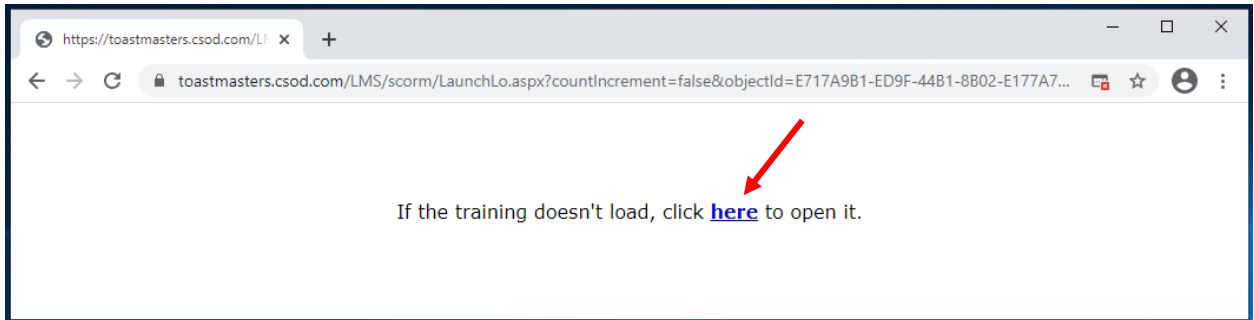 https://toastmasters.csod.com/LM
toastmasters.csod.com/LMS/scorm/LaunchLo.aspx?countIncrement=false&objectId=E717A9B1-ED9F-44B1-8B02-E177A7...
If the training doesn't load, click here to open it.